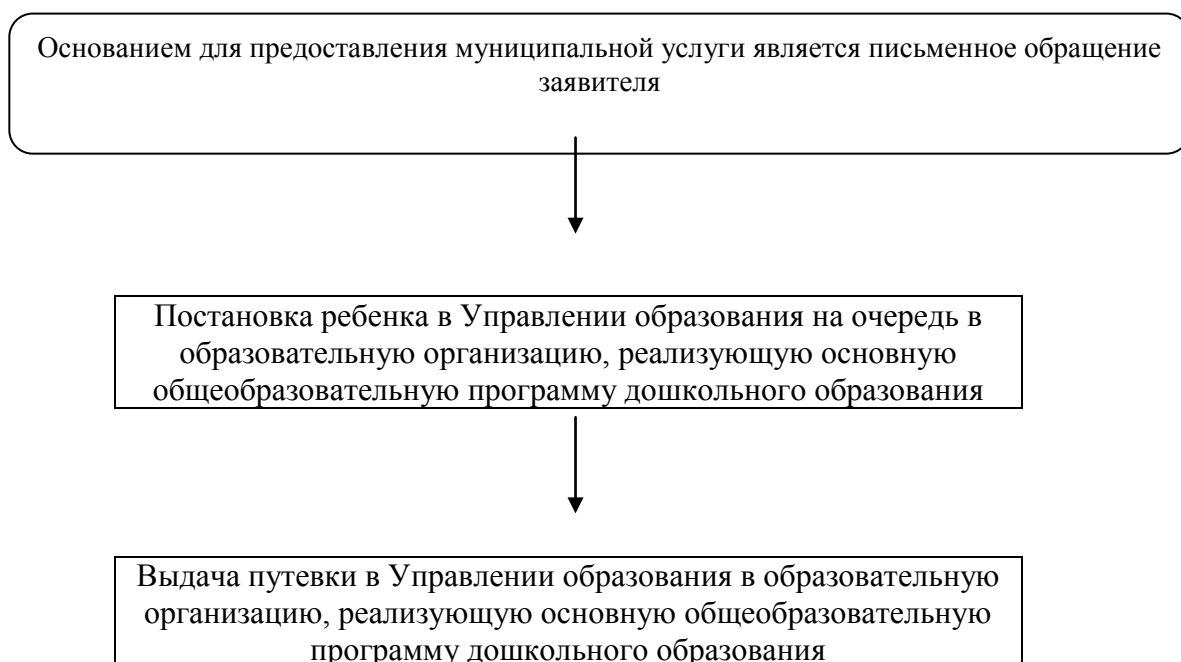 Основанием для предоставления муниципальной услуги является письменное обращение
заявителя
Постановка ребенка в Управлении образования на очередь в
образовательную организацию, реализующую основную
общеобразовательную программу дошкольного образования
Выдача путевки в Управлении образования в образовательную
организацию, реализующую основную общеобразовательную
программу дошкольного образования